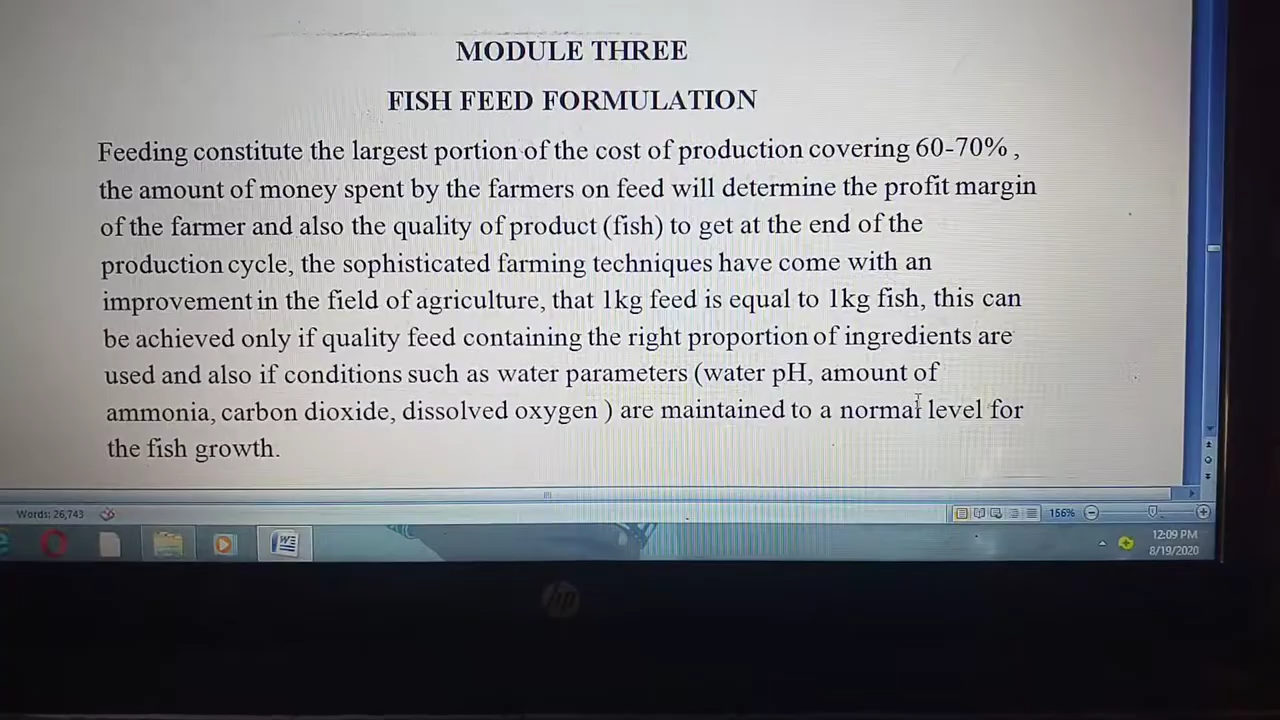 MODULE THREE
FISH FEED FORMULATION
Feeding constitute the largest portion of the cost of production covering 60-70% ,
the amount of money spent by the farmers on feed will determine the profit margin
of the farmer and also the quality of product (fish) to get at the end of the
production cycle, the sophisticated farming techniques have come with an
improvement in the field of agriculture, that 1kg feed is equal to 1kg fish, this can
be achieved only if quality feed containing the right proportion of ingredients are
used and also if conditions such as water parameters (water pH, amount of
ammonia, carbon dioxide, dissolved oxygen ) are maintained to a normal level for
the fish growth.
Words: 26,743
156%
12:09 PM
8/19/2020
hp